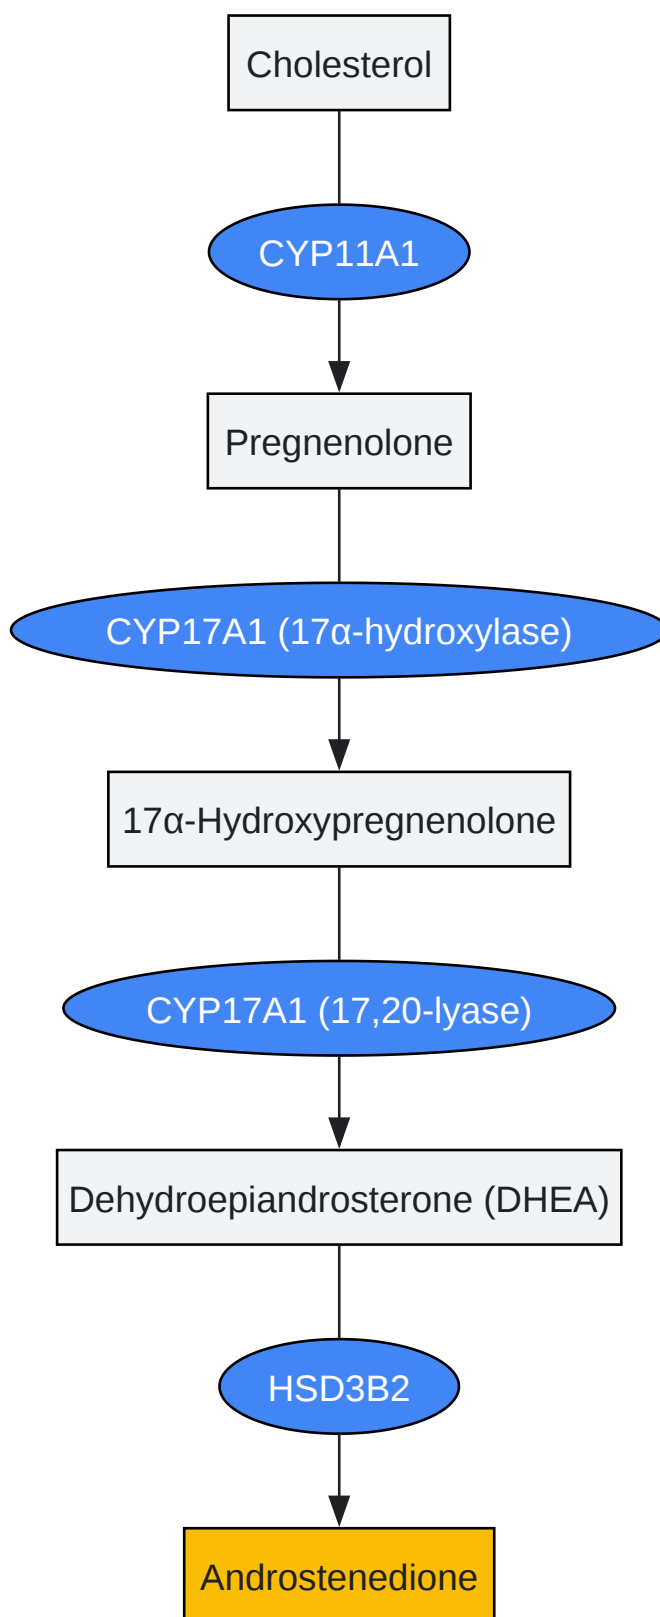 Cholesterol
CYP11A1
Pregnenolone
CYP17A1 (17α-hydroxylase)
17α-Hydroxypregnenolone
CYP17A1 (17,20-lyase)
Dehydroepiandrosterone (DHEA)
HSD3B2
Androstenedione